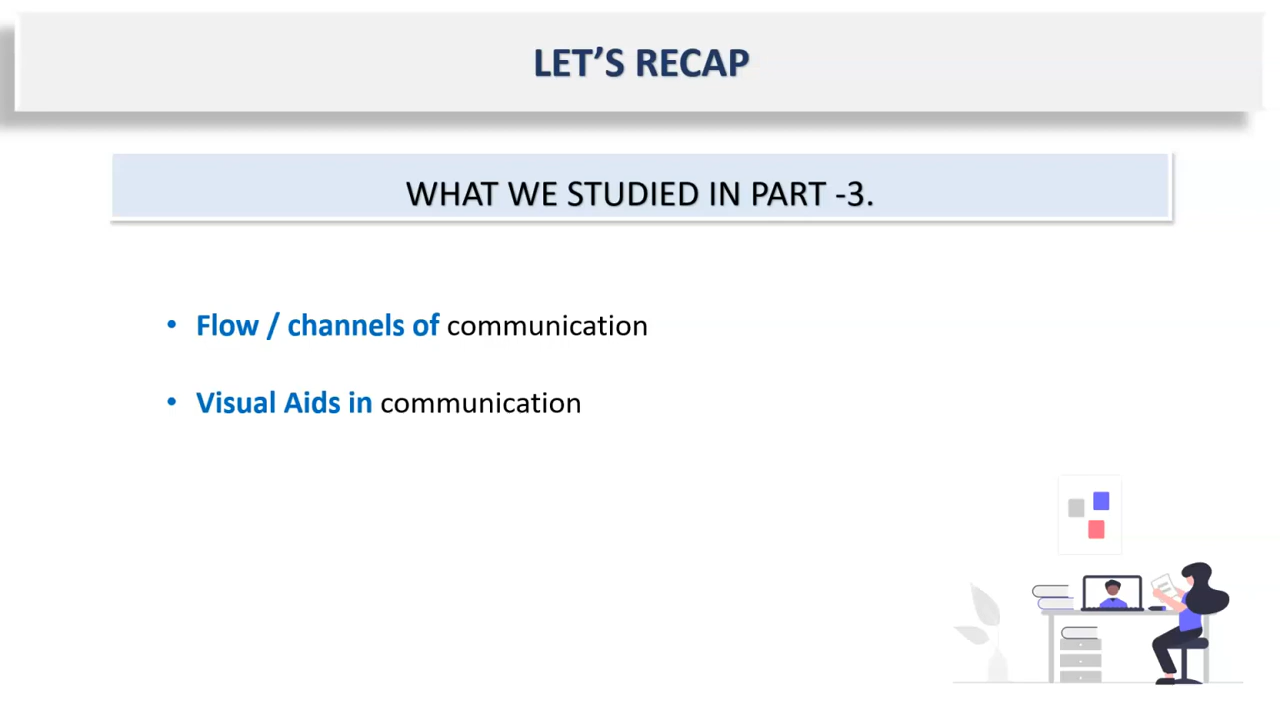 LET’S RECAP
WHAT WE STUDIED IN PART -3.
• Flow / channels of communication
• Visual Aids in communication